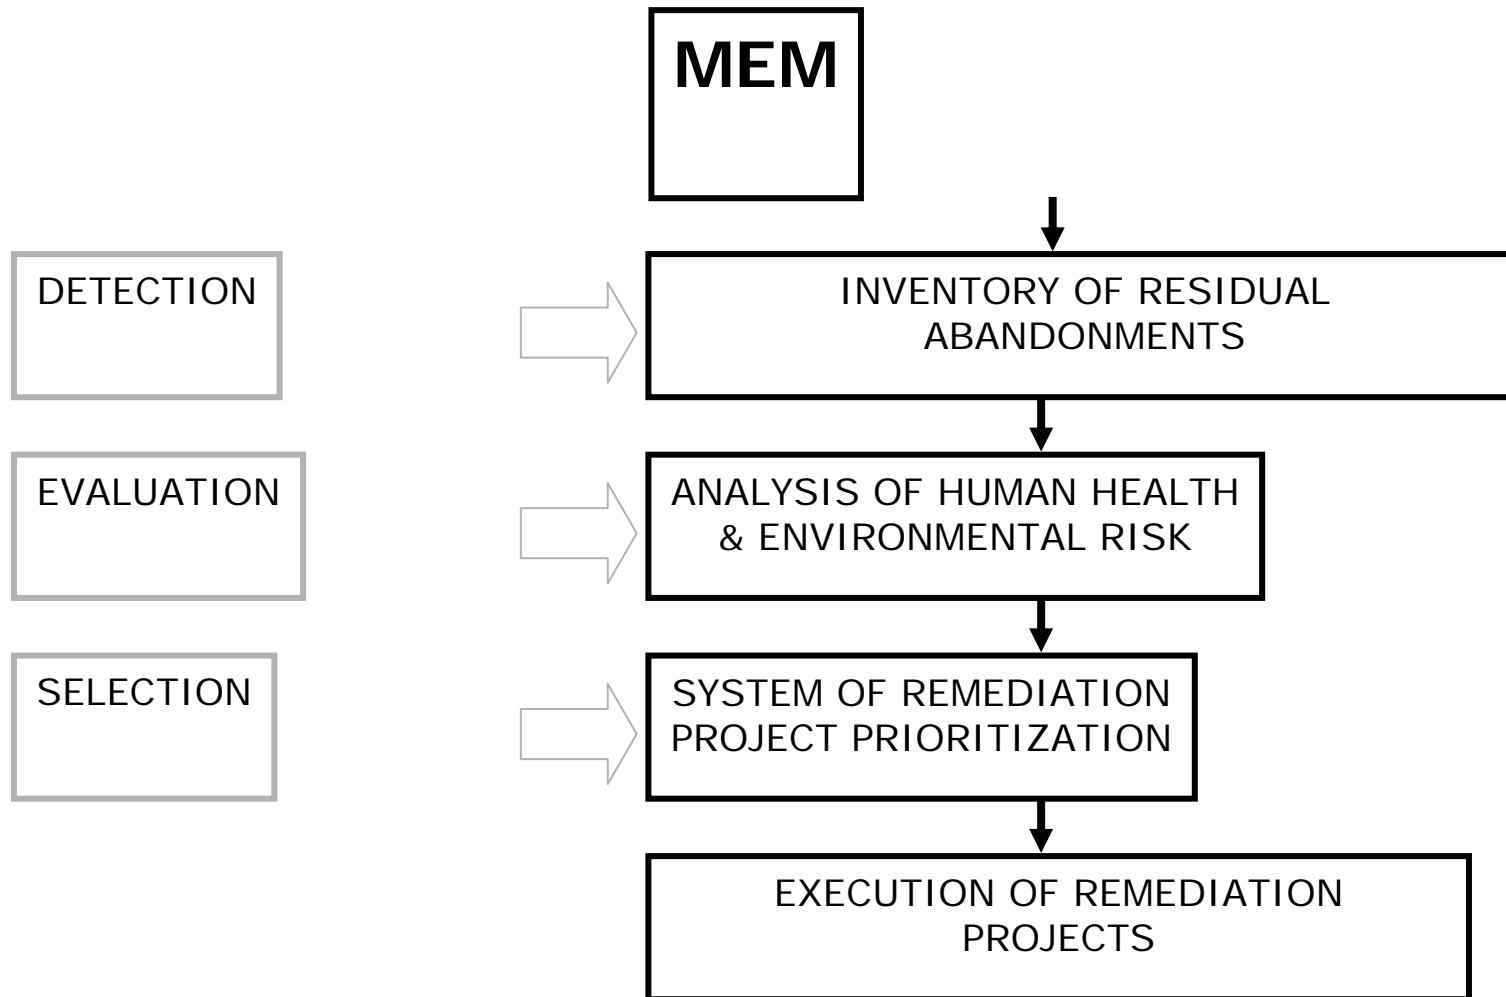 MEM
DETECTION
INVENTORY OF RESIDUAL
ABANDONMENTS
EVALUATION
ANALYSIS OF HUMAN HEALTH
& ENVIRONMENTAL RISK
SELECTION
SYSTEM OF REMEDIATION
PROJECT PRIORITIZATION
EXECUTION OF REMEDIATION
PROJECTS